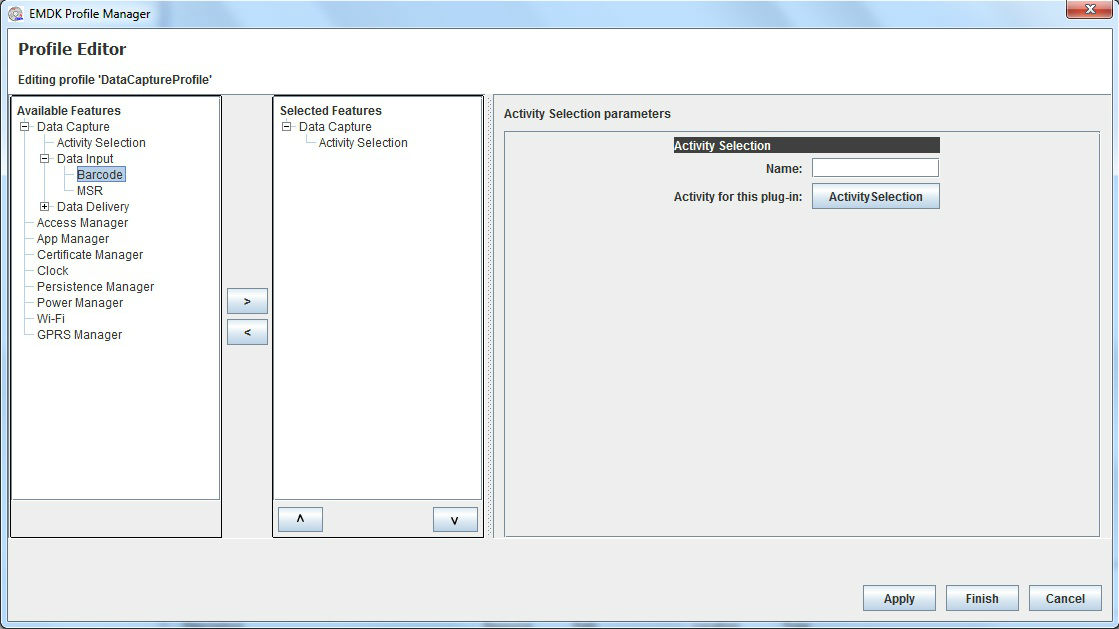 EMDK Profile Manager
Profile Editor
Editing profile 'DataCaptureProfile'
Available Features
Data Capture
Activity Selection
Data Input
Barcode
MSR
Data Delivery
Access Manager
App Manager
Certificate Manager
Clock
Persistence Manager
Power Manager
Wi-Fi
GPRS Manager
>
<
Selected Features
Data Capture
Activity Selection
^
v
Activity Selection parameters
Activity Selection
Name:
Activity for this plug-in: ActivitySelection
Apply Finish Cancel